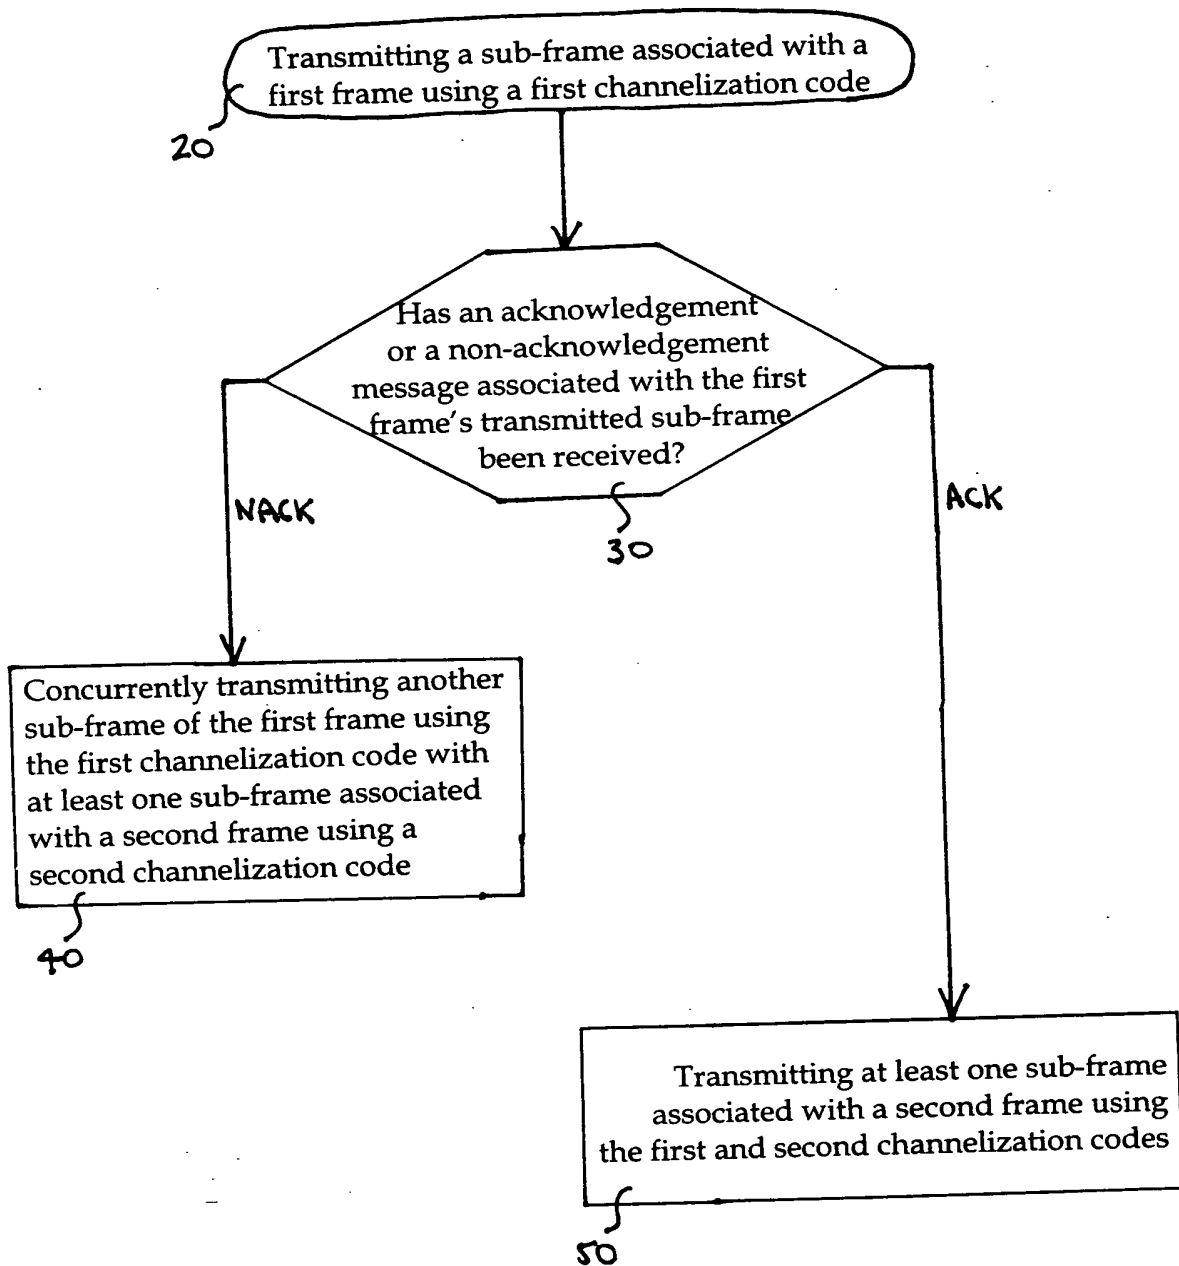 Transmitting a sub-frame associated with a
first frame using a first channelization code
20
Has an acknowledgement
or a non-acknowledgement
message associated with the first
frame's transmitted sub-frame
been received?
30
NACK
ACK
Concurrently transmitting another
sub-frame of the first frame using
the first channelization code with
at least one sub-frame associated
with a second frame using a
second channelization code
40
Transmitting at least one sub-frame
associated with a second frame using
the first and second channelization codes
50